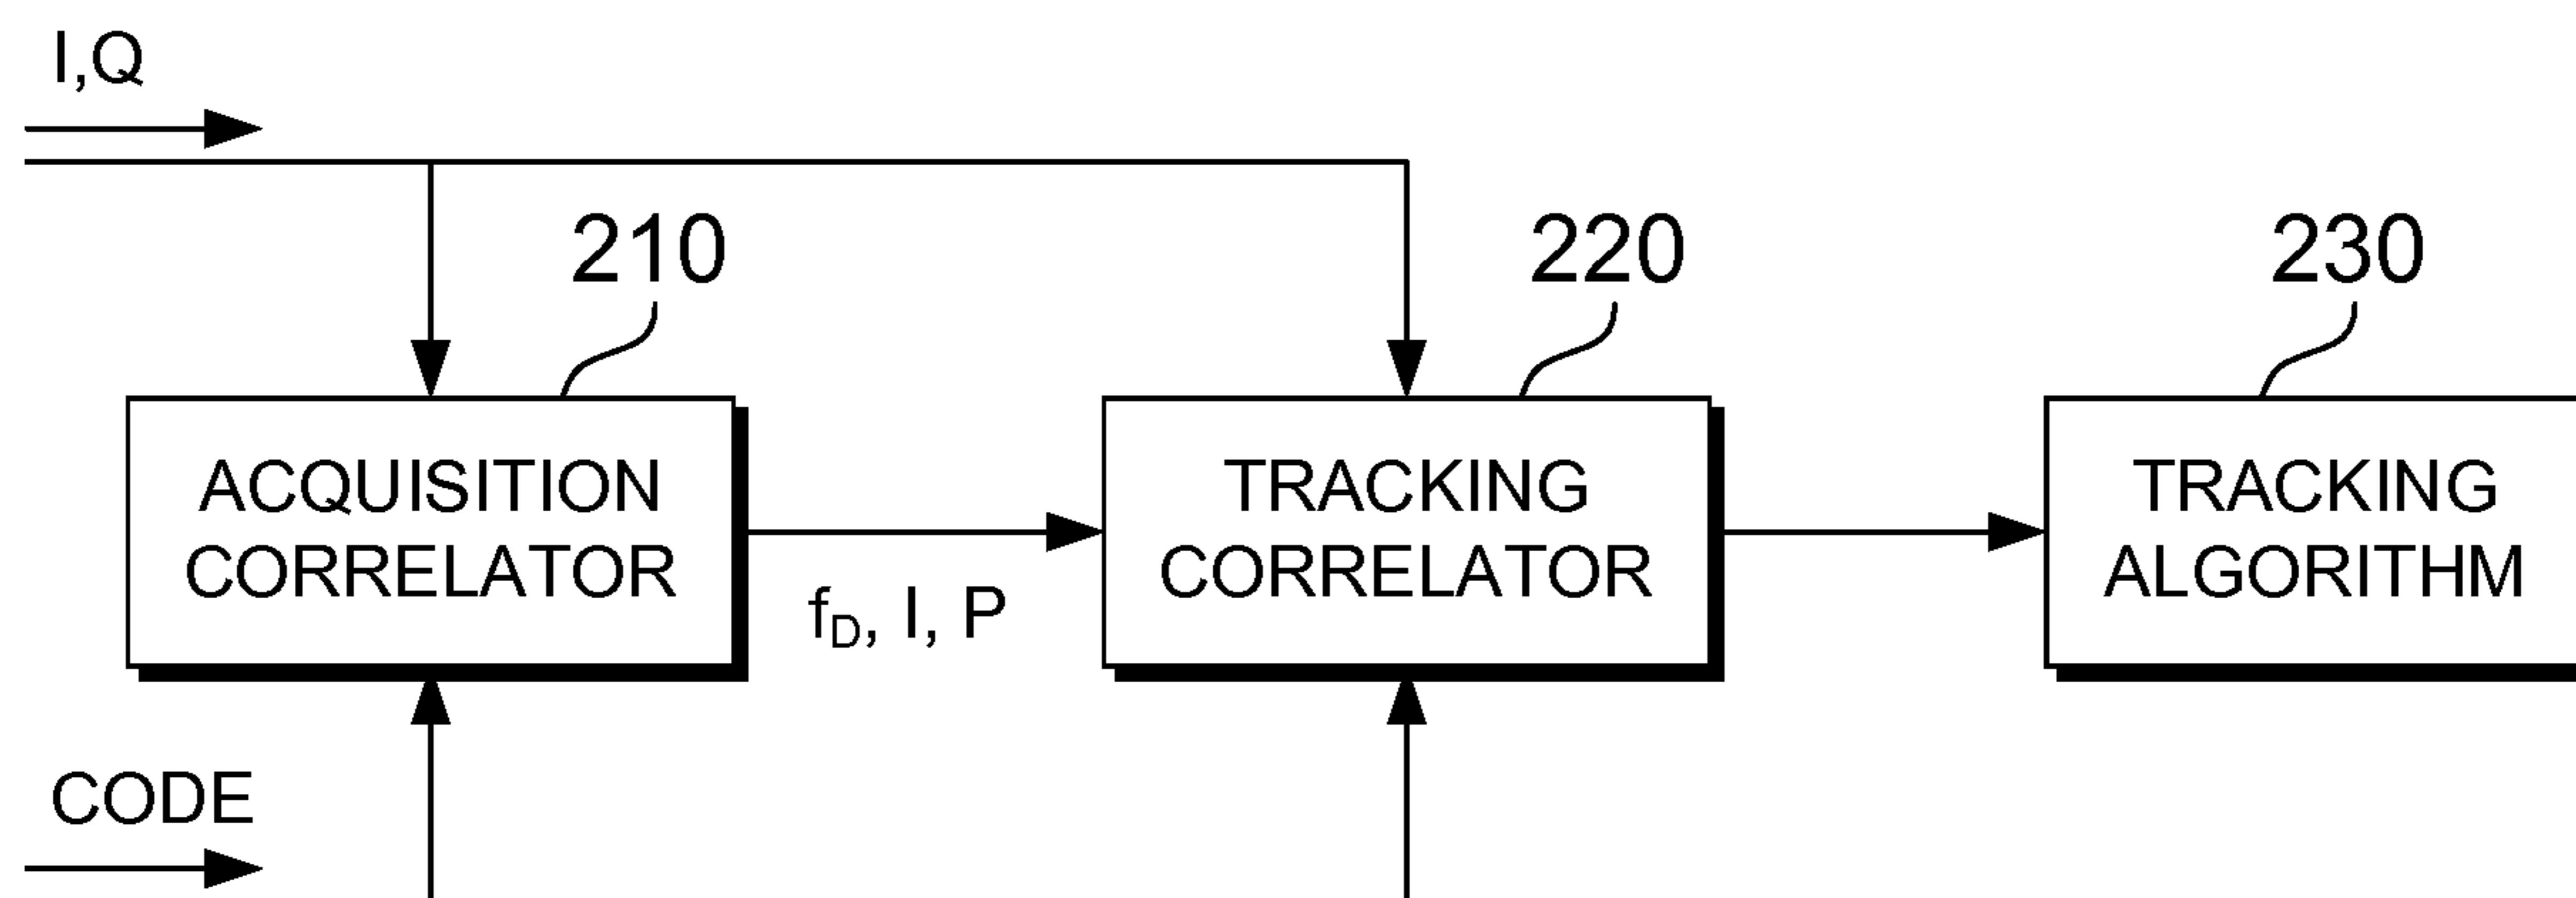 I,Q
210
220
230
ACQUISITION
CORRELATOR
TRACKING
CORRELATOR
TRACKING
ALGORITHM
fD, I, P
CODE